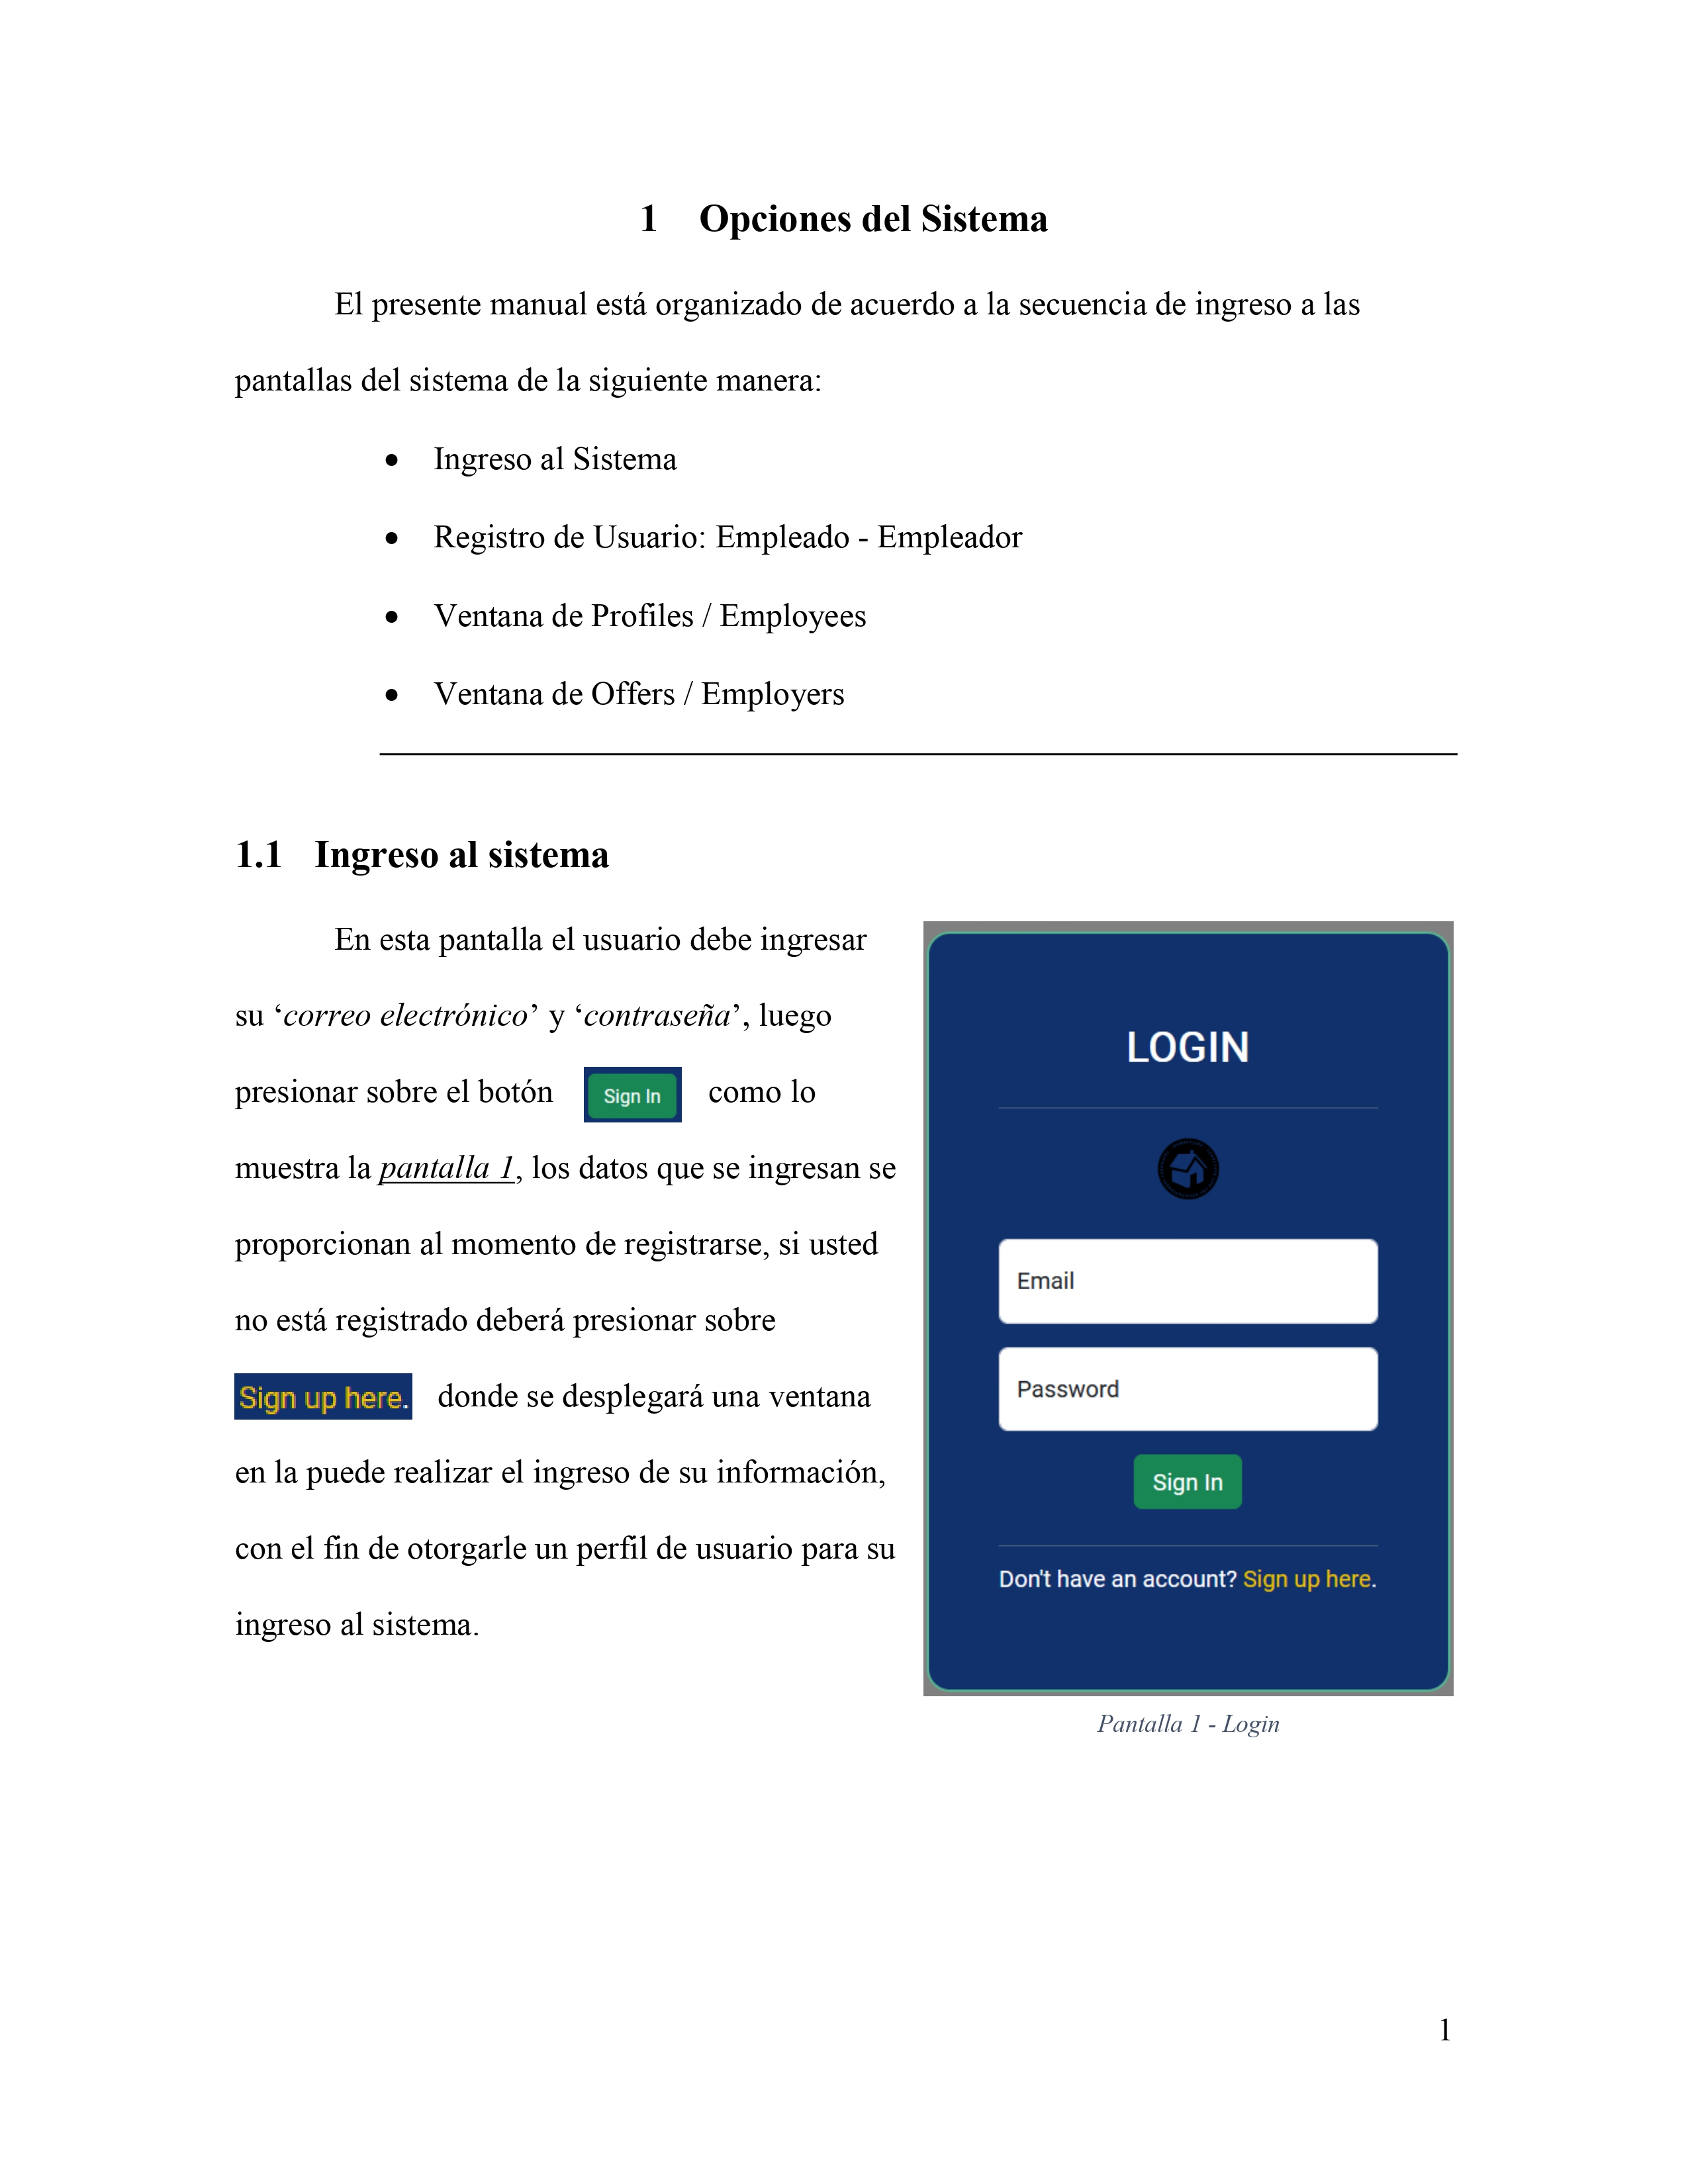 1 Opciones del Sistema
El presente manual está organizado de acuerdo a la secuencia de ingreso a las
pantallas del sistema de la siguiente manera:
• Ingreso al Sistema
• Registro de Usuario: Empleado - Empleador
• Ventana de Profiles / Employees
• Ventana de Offers / Employers
1.1 Ingreso al sistema
En esta pantalla el usuario debe ingresar
su ‘correo electrónico’ y ‘contraseña’, luego
presionar sobre el botón Sign In como lo
muestra la pantalla 1, los datos que se ingresan se
proporcionan al momento de registrarse, si usted
no está registrado deberá presionar sobre
Sign up here. donde se desplegará una ventana
en la puede realizar el ingreso de su información,
con el fin de otorgarle un perfil de usuario para su
ingreso al sistema.
LOGIN
Email
Password
Sign In
Don't have an account? Sign up here.
Pantalla 1 - Login
1